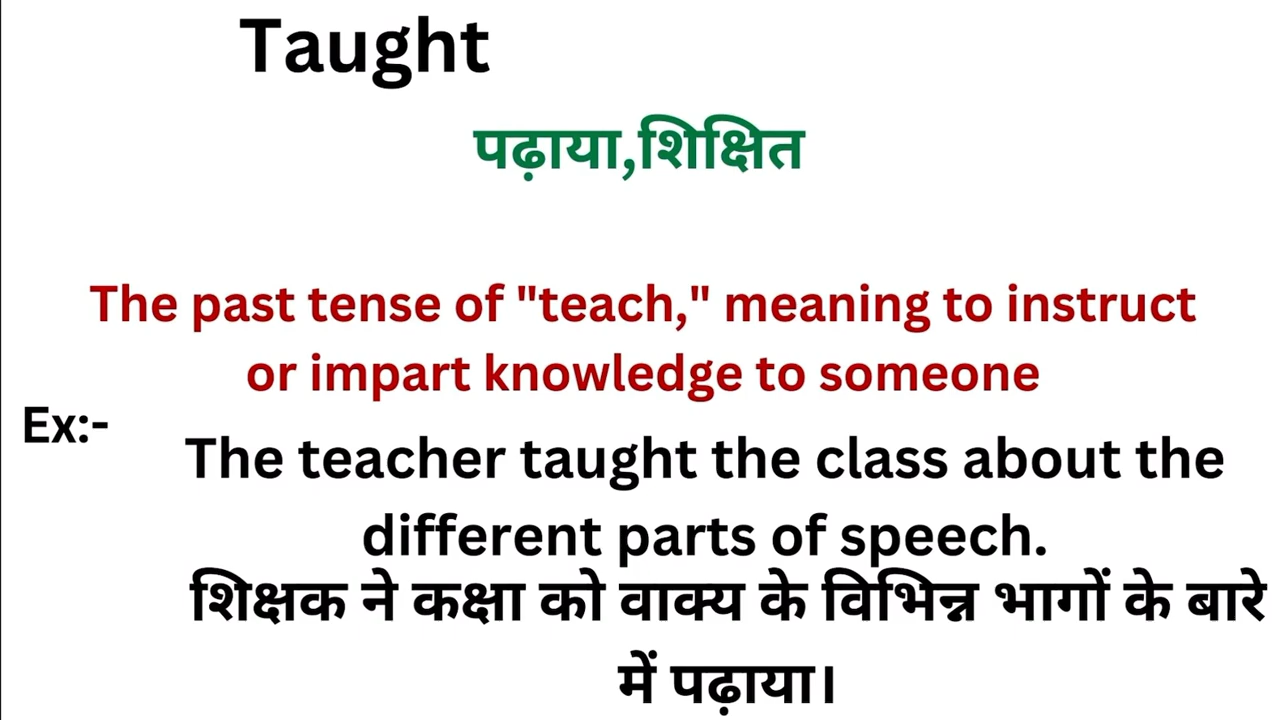 Taught
पढ़ाया,शिक्षित
The past tense of "teach," meaning to instruct
or impart knowledge to someone
Ex:-
The teacher taught the class about the
different parts of speech.
शिक्षक ने कक्षा को वाक्य के विभिन्न भागों के बारे
में पढ़ाया।